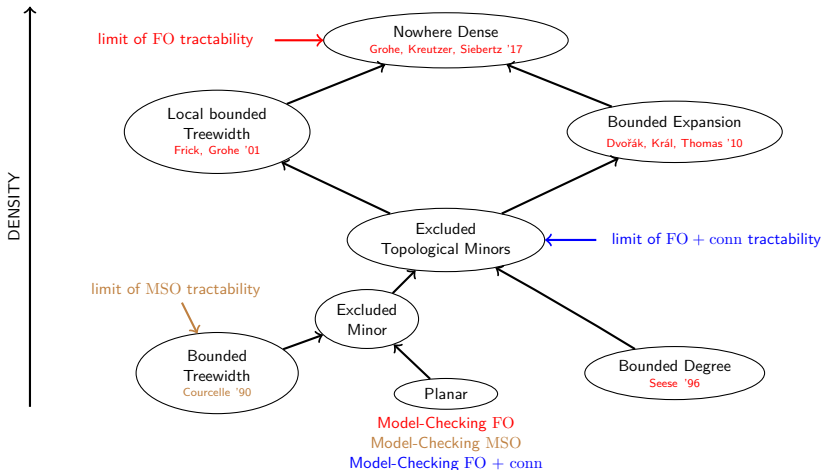 limit of FO tractability
Nowhere Dense
Grohe, Kreutzer, Siebertz '17
Local bounded
Treewidth
Frick, Grohe '01
Bounded Expansion
Dvořák, Král, Thomas '10
DENSITY
Excluded
Topological Minors
limit of FO + conn tractability
limit of MSO tractability
Excluded
Minor
Bounded
Treewidth
Courcelle '90
Planar
Bounded Degree
Seese '96
Model-Checking FO
Model-Checking MSO
Model-Checking FO + conn